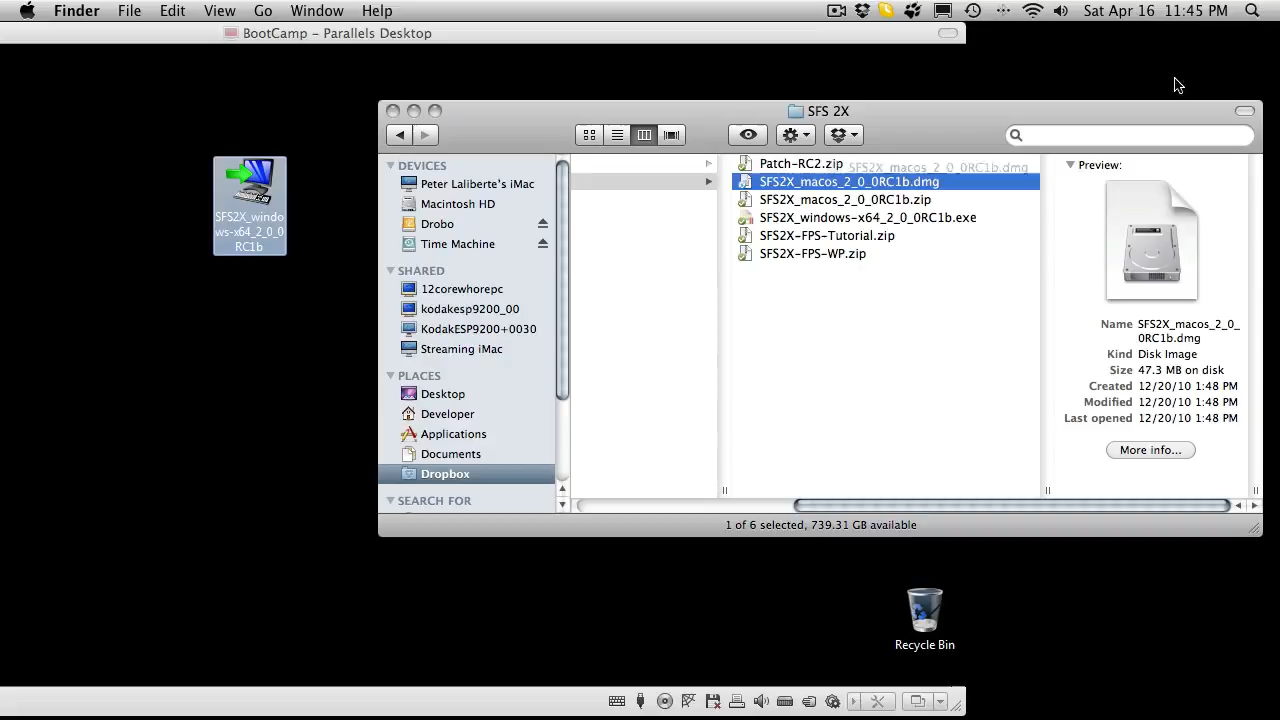 Finder File Edit View Go Window Help Sat Apr 16 11:45 PM
BootCamp – Parallels Desktop
SFS2X_windo
ws-x64_2_0_0
RC1b
SFS 2X
DEVICES
Peter Laliberte's iMac
Macintosh HD
Drobo
Time Machine
SHARED
12corewhorepc
kodakesp9200_00
KodakESP9200+0030
Streaming iMac
PLACES
Desktop
Developer
Applications
Documents
Dropbox
SEARCH FOR
Patch-RC2.zip
SFS2X_macos_2_0_0RC1b.dmg
SFS2X_macos_2_0_0RC1b.dmg
SFS2X_macos_2_0_0RC1b.zip
SFS2X_windows-x64_2_0_0RC1b.exe
SFS2X-FPS-Tutorial.zip
SFS2X-FPS-WP.zip
Preview:
Name SFS2X_macos_2_0_
0RC1b.dmg
Kind Disk Image
Size 47.3 MB on disk
Created 12/20/10 1:48 PM
Modified 12/20/10 1:48 PM
Last opened 12/20/10 1:48 PM
More info...
1 of 6 selected, 739.31 GB available
Recycle Bin